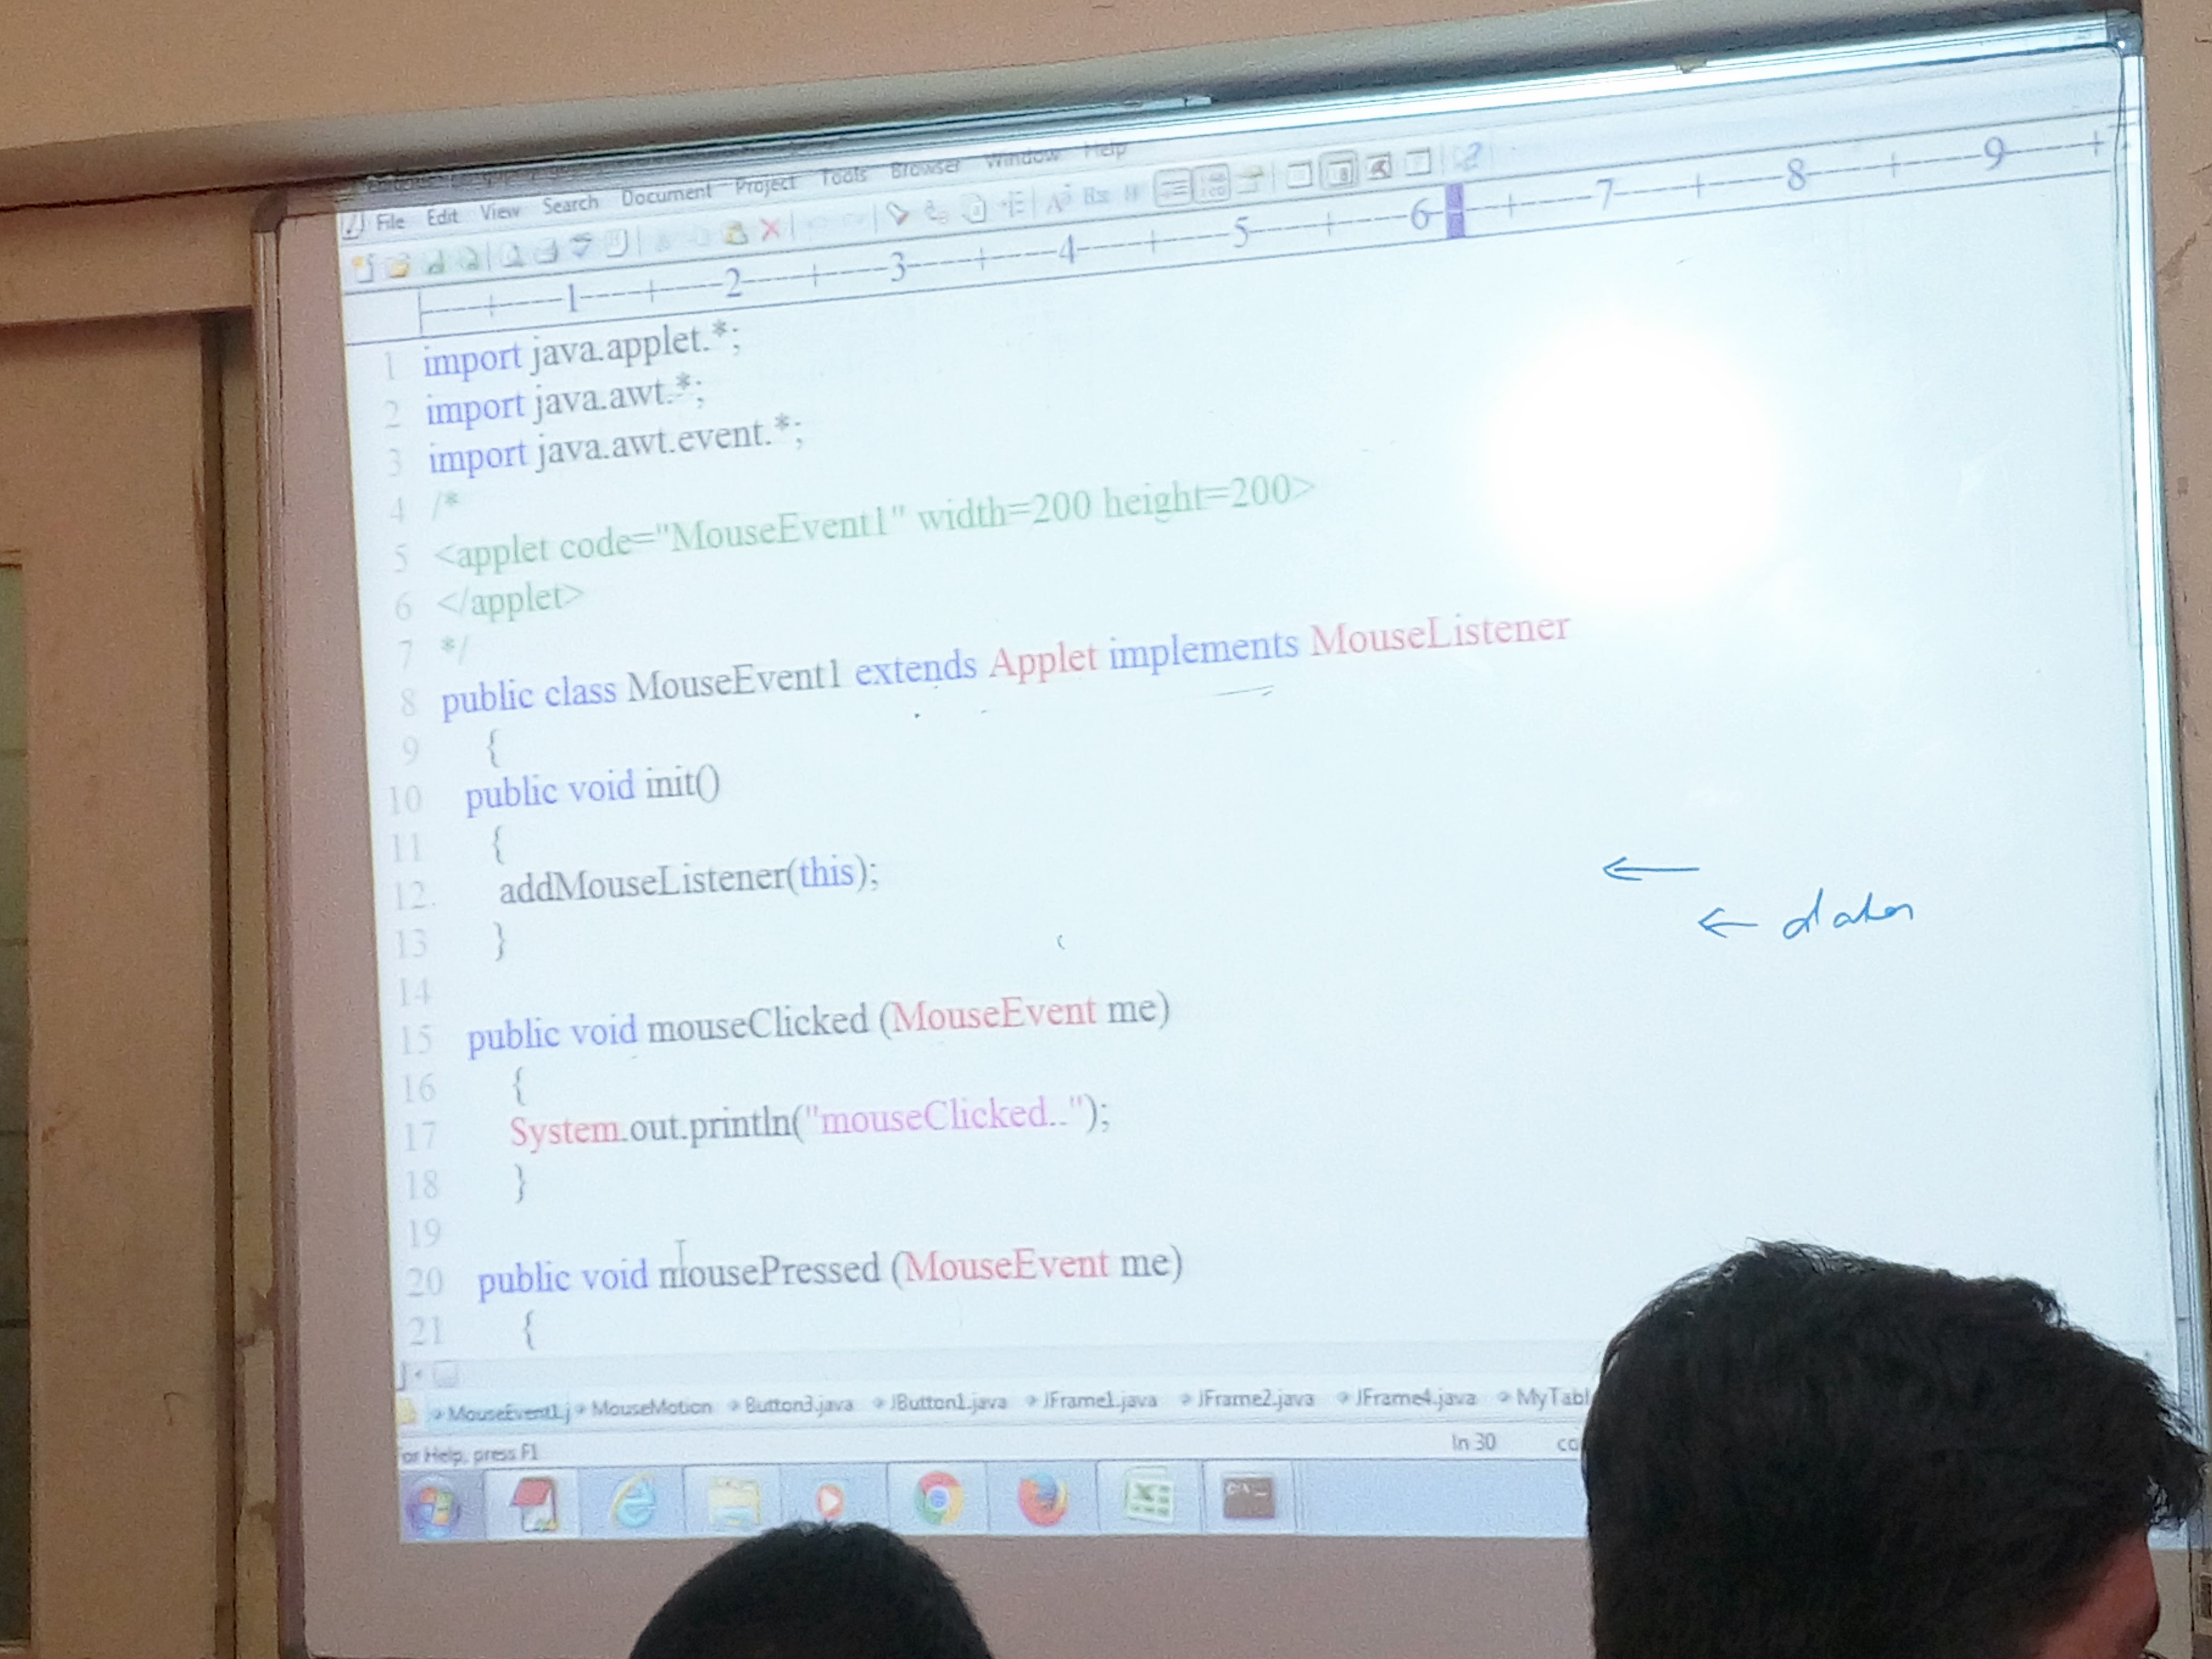 File Edit View Search Document Project Tools Browser Window Help
----+----1----+----2----+----3----+----4----+----5----+----6----+----7----+----8----+----9----+
1 import java.applet.*;
2 import java.awt.*;
3 import java.awt.event.*;
4 /*
5 <applet code="MouseEvent1" width=200 height=200>
6 </applet>
7 */
8 public class MouseEvent1 extends Applet implements MouseListener
9 {
10 public void init()
11 {
12 addMouseListener(this);
13 }
14
15 public void mouseClicked (MouseEvent me)
16 {
17 System.out.println("mouseClicked..");
18 }
19
20 public void mousePressed (MouseEvent me)
21 {
MouseEvent1.j MouseMotion Button3.java JButton1.java JFrame1.java JFrame2.java JFrame4.java MyTabl
or Help, press F1 ln 30 co